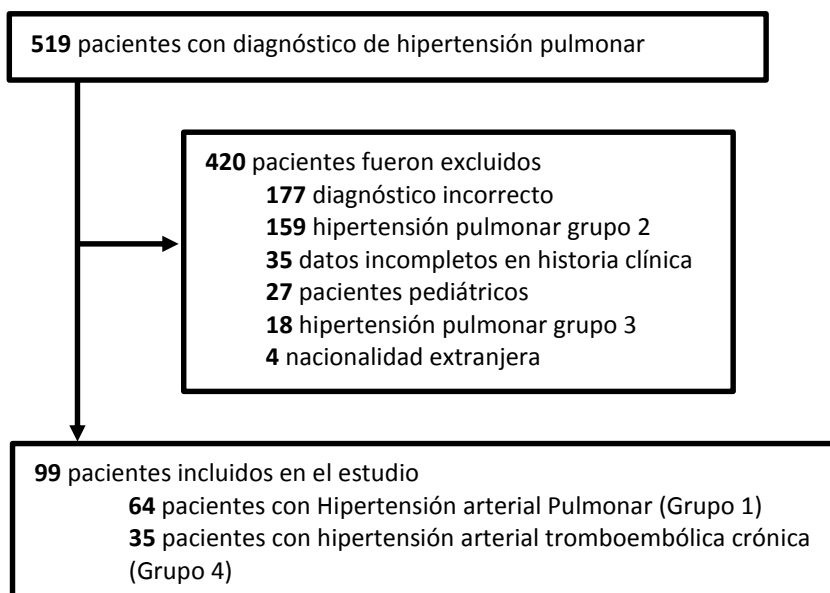 519 pacientes con diagnóstico de hipertensión pulmonar
420 pacientes fueron excluidos
177 diagnóstico incorrecto
159 hipertensión pulmonar grupo 2
35 datos incompletos en historia clínica
27 pacientes pediátricos
18 hipertensión pulmonar grupo 3
4 nacionalidad extranjera
99 pacientes incluidos en el estudio
64 pacientes con Hipertensión arterial Pulmonar (Grupo 1)
35 pacientes con hipertensión arterial tromboembólica crónica
(Grupo 4)